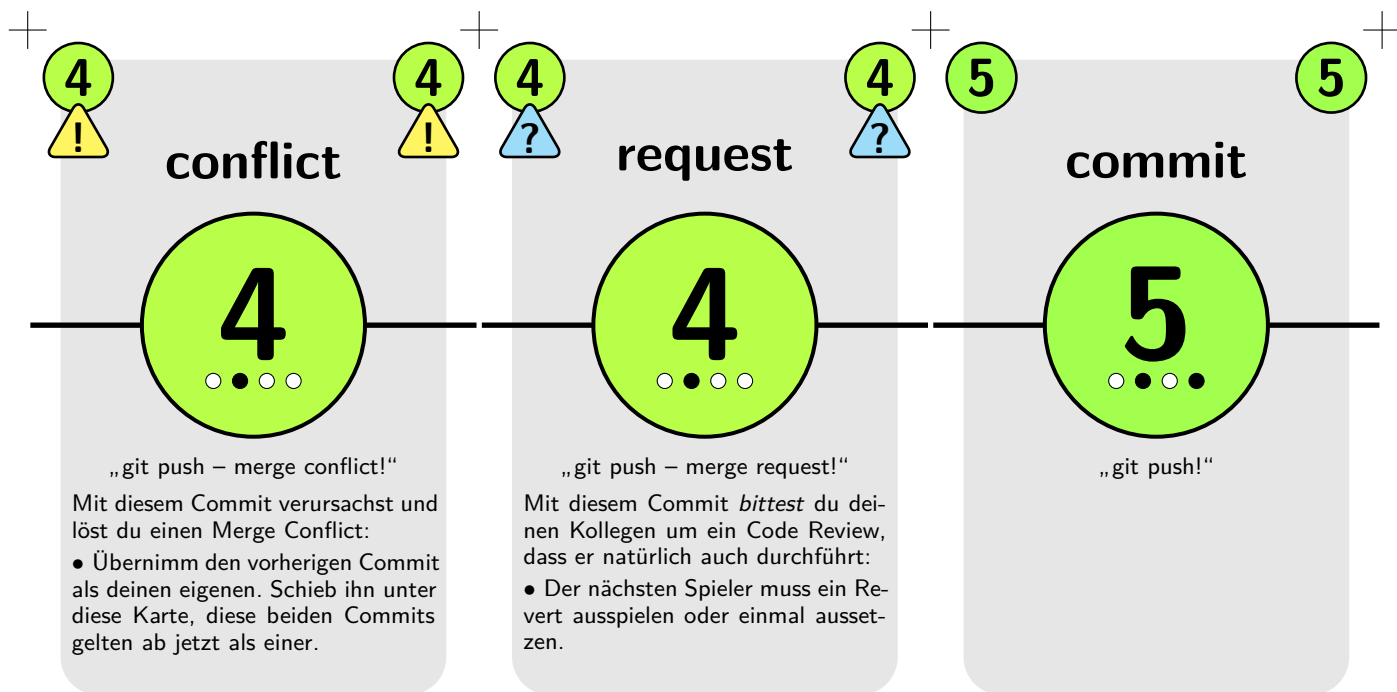 4
4
!
!
conflict
4
„git push – merge conflict!“
Mit diesem Commit verursachst und
löst du einen Merge Conflict:
• Übernimm den vorherigen Commit
als deinen eigenen. Schieb ihn unter
diese Karte, diese beiden Commits
gelten ab jetzt als einer.
4
4
?
?
request
4
„git push – merge request!“
Mit diesem Commit bittest du dei-
nen Kollegen um ein Code Review,
dass er natürlich auch durchführt:
• Der nächsten Spieler muss ein Re-
vert ausspielen oder einmal ausset-
zen.
5
5
commit
5
„git push!“